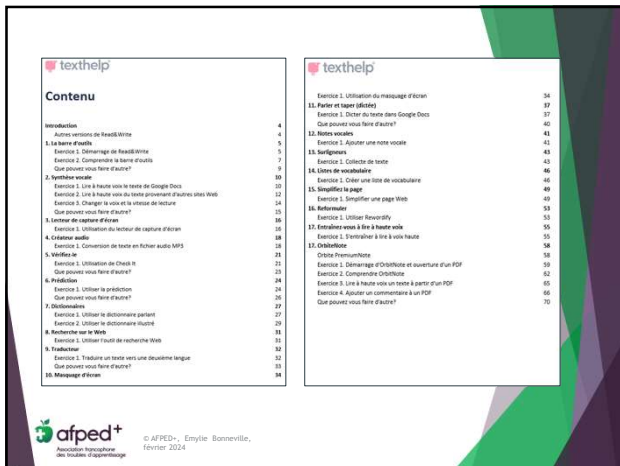 texthelp
Contenu
Introduction 4
Autres versions de Read&Write 4
1. La barre d'outils 5
Exercice 1. Démarrage de Read&Write 5
Exercice 2. Comprendre la barre d'outils 7
Que pouvez vous faire d'autre? 9
2. Synthèse vocale 10
Exercice 1. Lire à haute voix le texte de Google Docs 10
Exercice 2. Lire à haute voix du texte provenant d'autres sites Web 12
Exercice 3. Changer la voix et la vitesse de lecture 14
Que pouvez vous faire d'autre? 15
3. Lecteur de capture d'écran 16
Exercice 1. Utilisation du lecteur de capture d'écran 16
4. Créateur audio 18
Exercice 1. Conversion de texte en fichier audio MP3 18
5. Vérifiez-le 21
Exercice 1. Utilisation de Check It 21
Que pouvez vous faire d'autre? 23
6. Prédiction 24
Exercice 1. Utiliser la prédiction 24
Que pouvez vous faire d'autre? 26
7. Dictionnaires 27
Exercice 1. Utiliser le dictionnaire parlant 27
Exercice 2. Utiliser le dictionnaire illustré 29
8. Recherche sur le Web 31
Exercice 1. Utiliser l'outil de recherche Web 31
9. Traducteur 32
Exercice 1. Traduire un texte vers une deuxième langue 32
Que pouvez vous faire d'autre? 33
10. Masquage d'écran 34
texthelp
Exercice 1. Utilisation du masquage d'écran 34
11. Parler et taper (dictée) 37
Exercice 1. Dicter du texte dans Google Docs 37
Que pouvez vous faire d'autre? 40
12. Notes vocales 41
Exercice 1. Ajouter une note vocale 41
13. Surligneurs 43
Exercice 1. Collecte de texte 43
14. Listes de vocabulaire 46
Exercice 1. Créer une liste de vocabulaire 46
15. Simplifiez la page 49
Exercice 1. Simplifier une page Web 49
16. Reformuler 53
Exercice 1. Utiliser Rewordify 53
17. Entraînez-vous à lire à haute voix 55
Exercice 1. S'entraîner à lire à voix haute 55
17. OrbiteNote 58
Orbite PremiumNote 58
Exercice 1. Démarrage d'OrbitNote et ouverture d'un PDF 59
Exercice 2. Comprendre OrbitNote 62
Exercice 3. Lire à haute voix un texte à partir d'un PDF 65
Exercice 4. Ajouter un commentaire à un PDF 66
Que pouvez vous faire d'autre? 70
afped+
Association francophone
des troubles d'apprentissage
© AFPED+, Emylie Bonneville,
février 2024